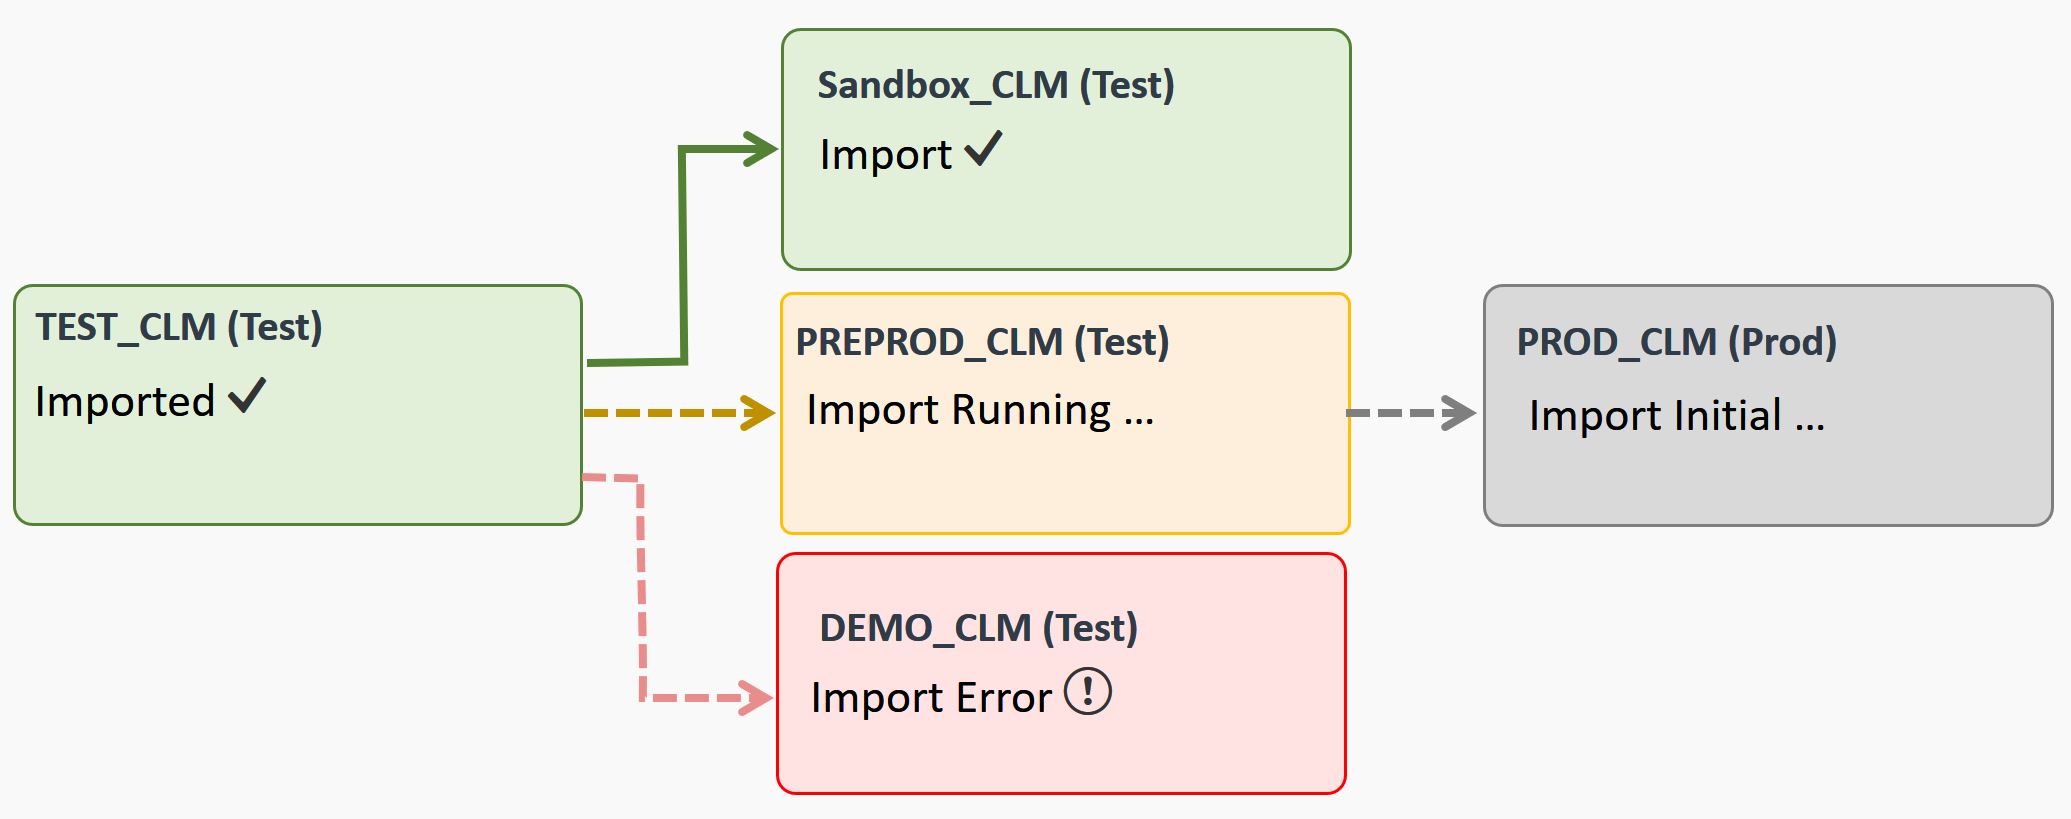 Sandbox_CLM (Test)
Import ✓
TEST_CLM (Test)
Imported ✓
PREPROD_CLM (Test)
Import Running ...
PROD_CLM (Prod)
Import Initial ...
DEMO_CLM (Test)
Import Error !